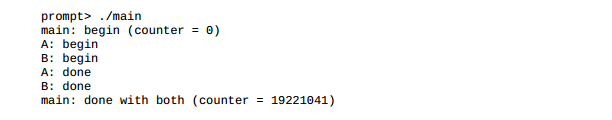 prompt> ./main
main: begin (counter = 0)
A: begin
B: begin
A: done
B: done
main: done with both (counter = 19221041)